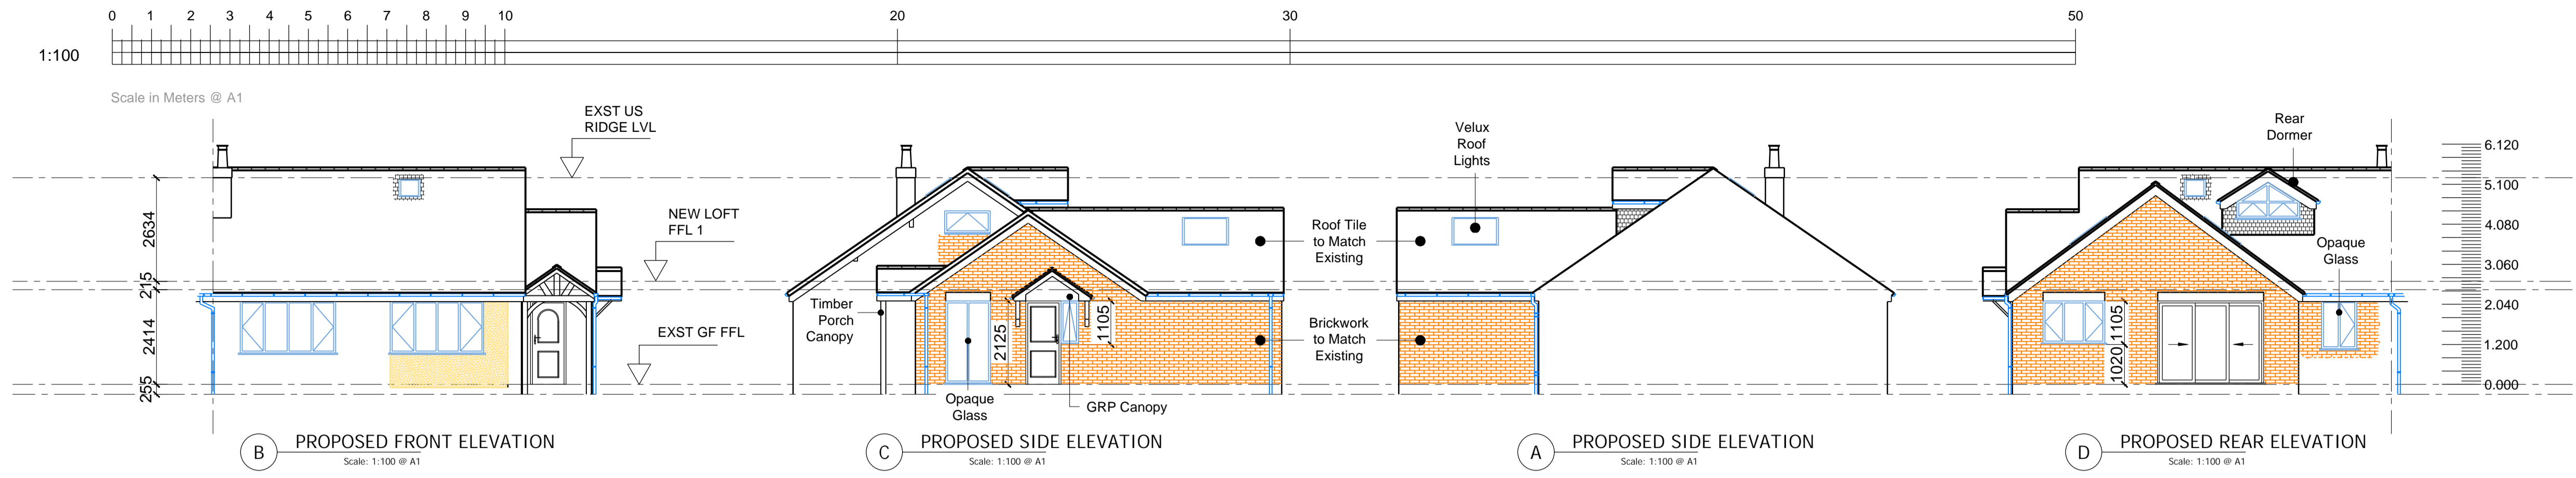 0 1 2 3 4 5 6 7 8 9 10 20 30 50
1:100
Scale in Meters @ A1
EXST US
RIDGE LVL
NEW LOFT
FFL 1
EXST GF FFL
2634
215
2414
255
B
PROPOSED FRONT ELEVATION
Scale: 1:100 @ A1
Timber
Porch
Canopy
2125
1105
Opaque
Glass
GRP Canopy
Roof Tile
to Match
Existing
Brickwork
to Match
Existing
C
PROPOSED SIDE ELEVATION
Scale: 1:100 @ A1
Velux
Roof
Lights
A
PROPOSED SIDE ELEVATION
Scale: 1:100 @ A1
Rear
Dormer
Opaque
Glass
1105
1020
6.120
5.100
4.080
3.060
2.040
1.200
0.000
D
PROPOSED REAR ELEVATION
Scale: 1:100 @ A1